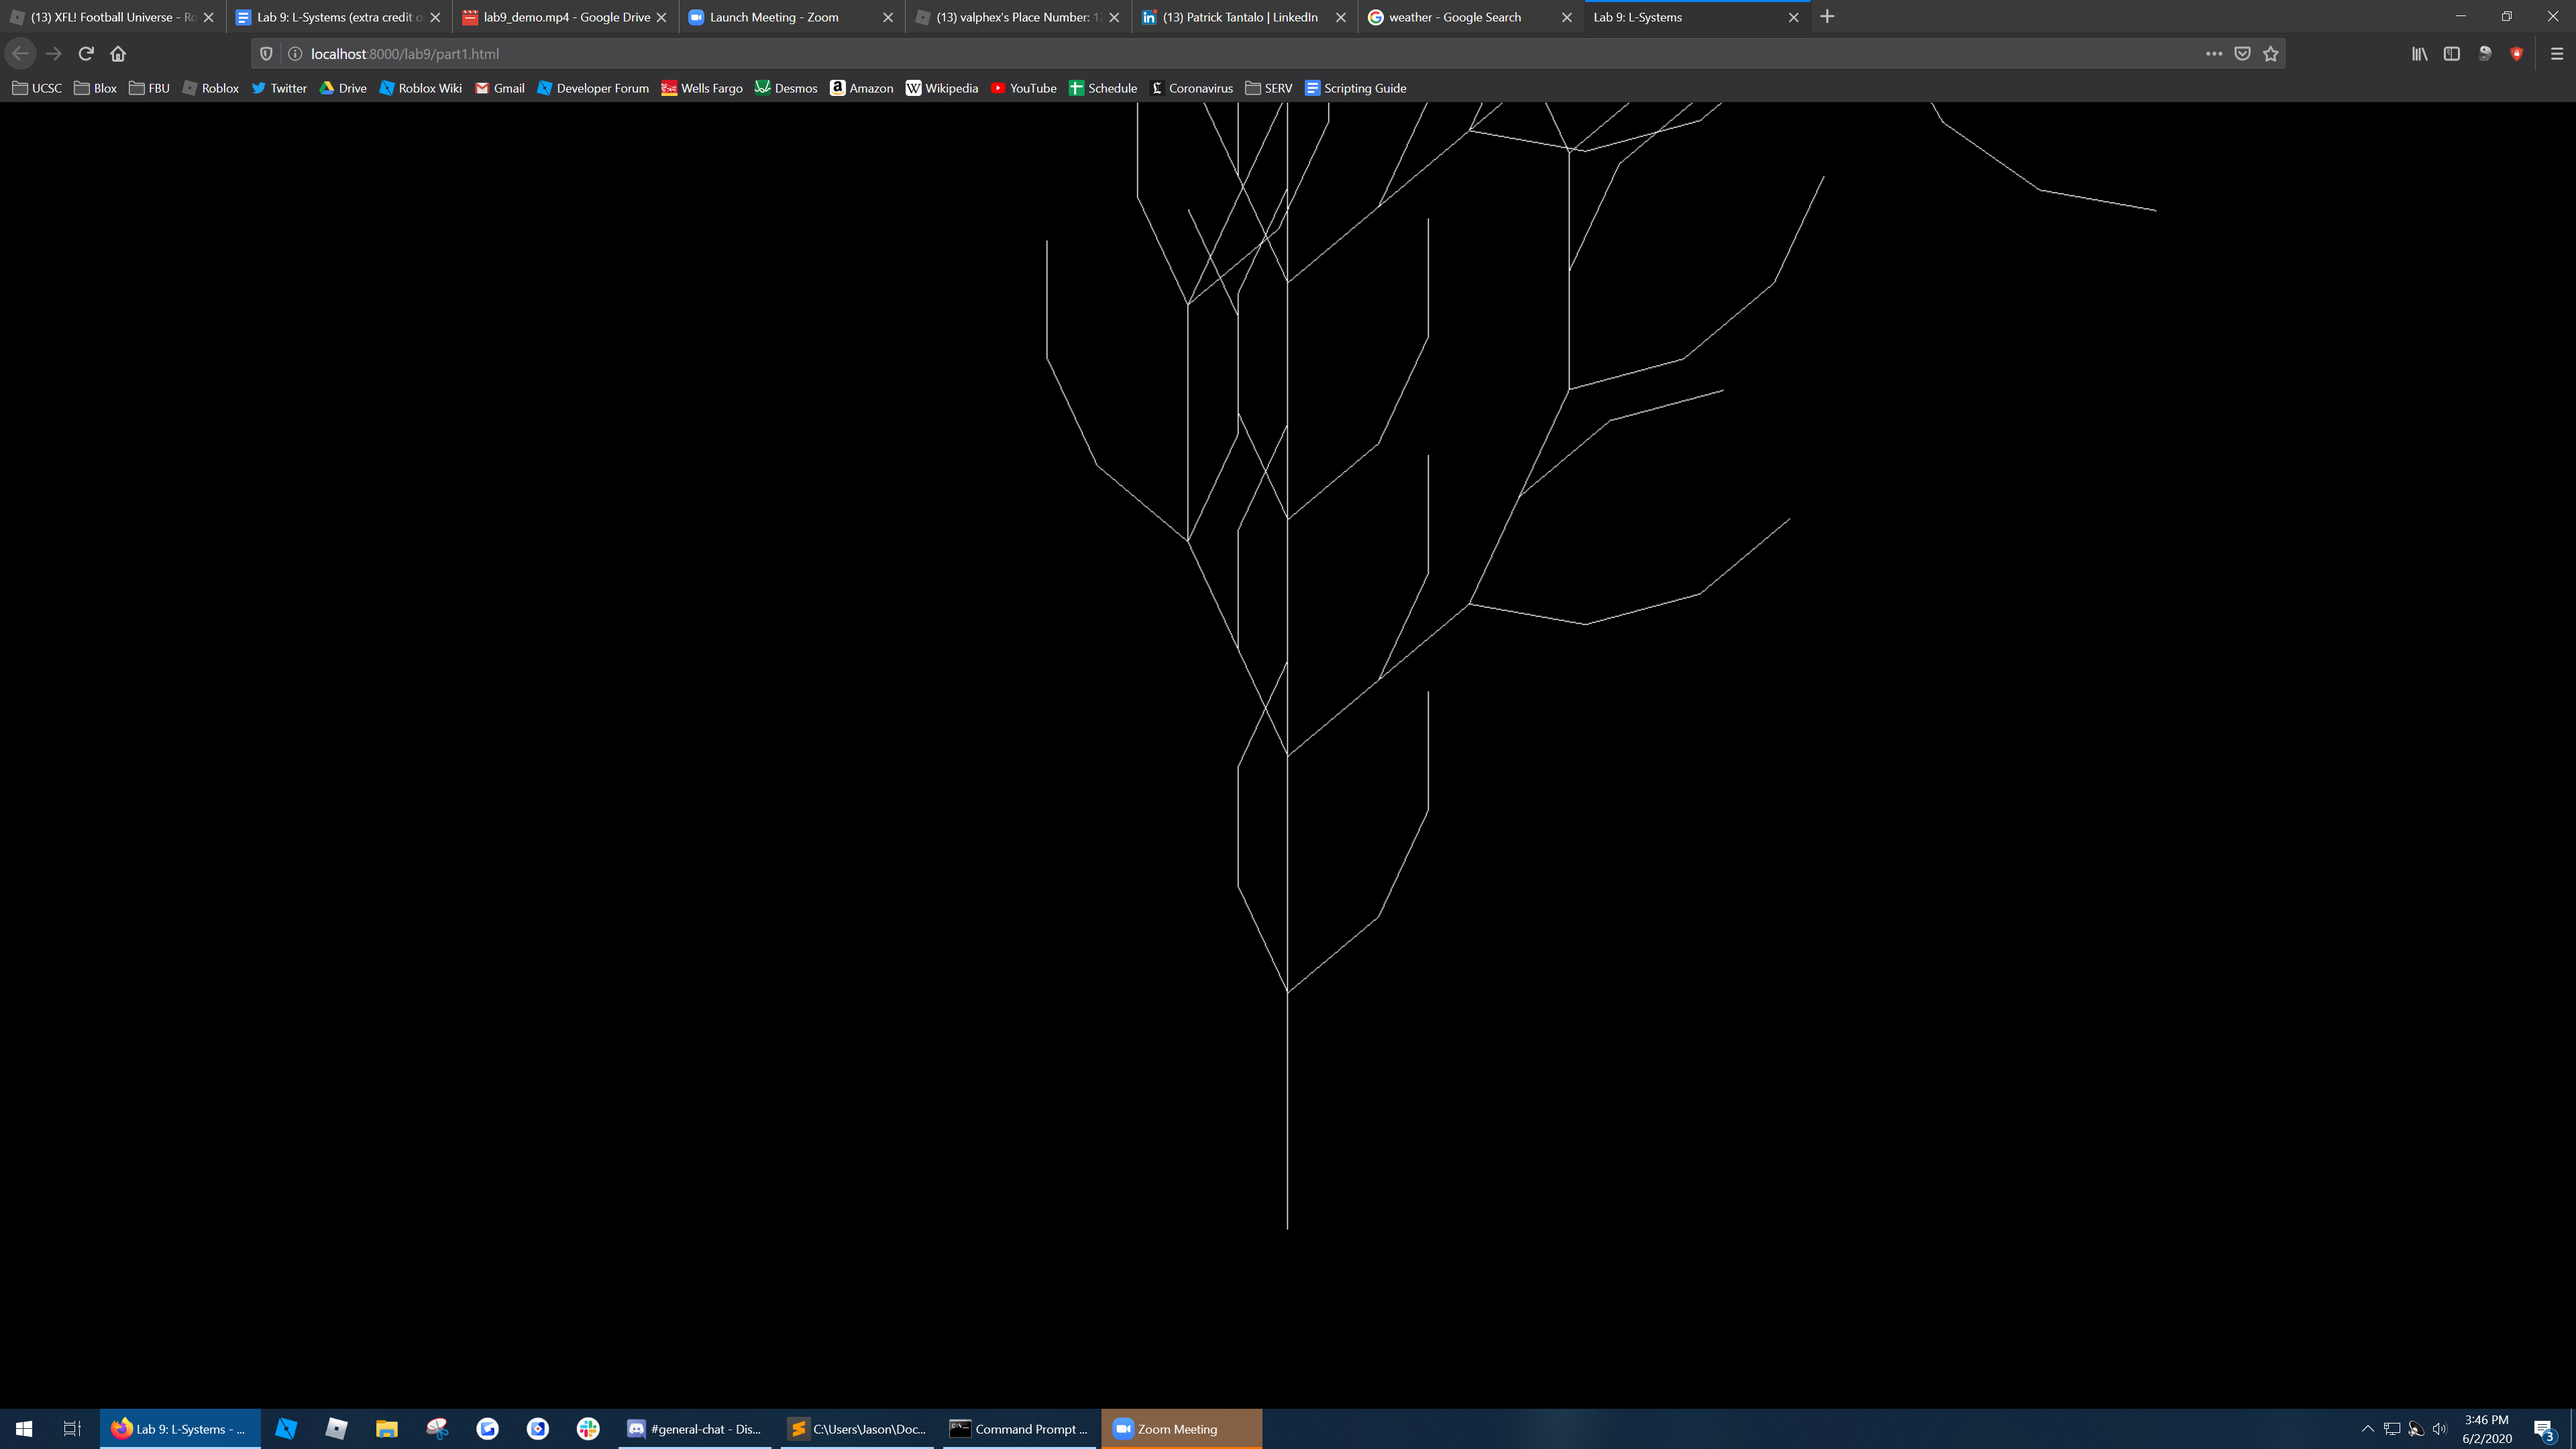 (13) XFL! Football Universe - Ro
Lab 9: L-Systems (extra credit o
lab9_demo.mp4 - Google Drive
Launch Meeting - Zoom
(13) valphex's Place Number: 12
(13) Patrick Tantalo | LinkedIn
weather - Google Search
Lab 9: L-Systems
localhost:8000/lab9/part1.html
UCSC Blox FBU Roblox Twitter Drive Roblox Wiki Gmail Developer Forum Wells Fargo Desmos Amazon Wikipedia YouTube Schedule Coronavirus SERV Scripting Guide
Lab 9: L-Systems - ...
#general-chat - Dis...
C:\Users\Jason\Doc...
Command Prompt ...
Zoom Meeting
3:46 PM
6/2/2020
3